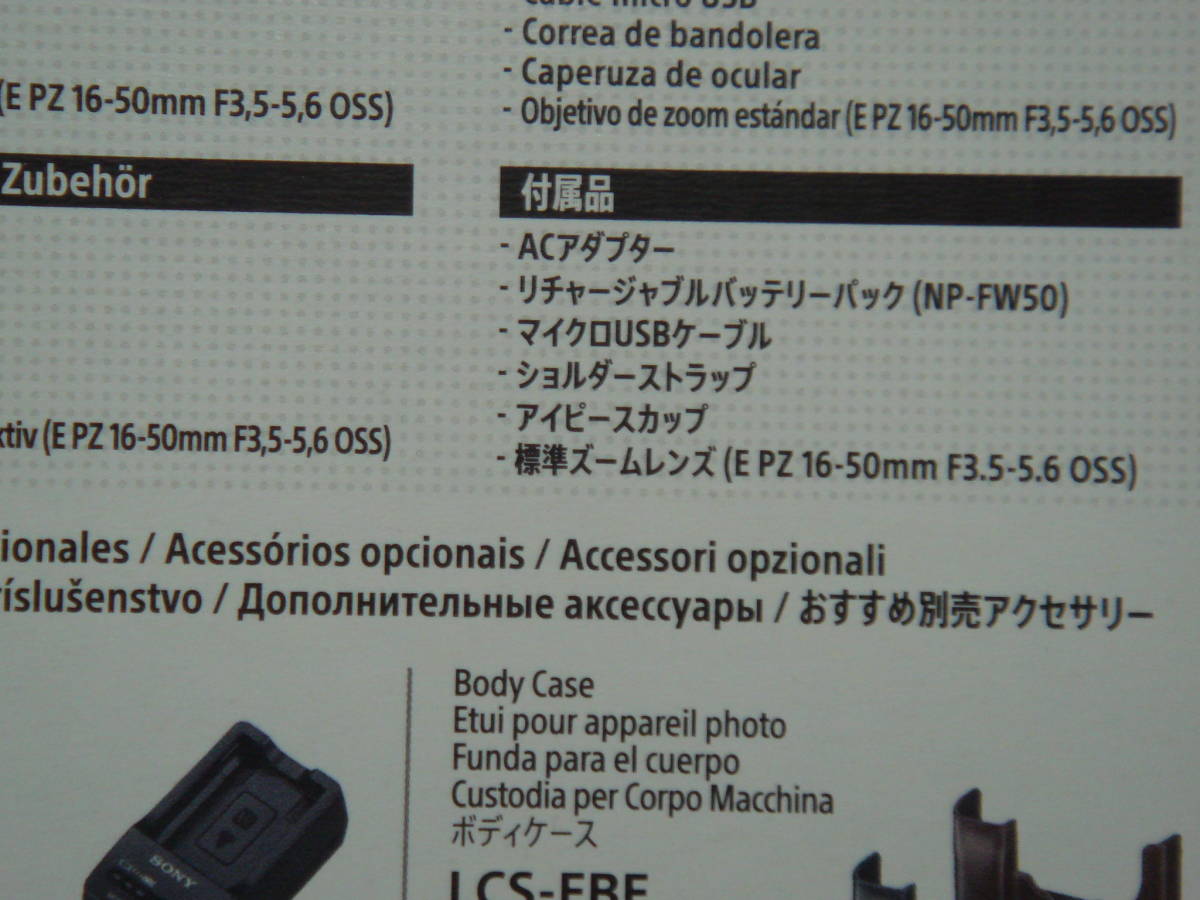 (E PZ 16-50mm F3,5-5,6 OSS)
Zubehör
(E PZ 16-50mm F3,5-5,6 OSS)
- Correa de bandolera
- Caperuza de ocular
- Objetivo de zoom estándar (E PZ 16-50mm F3,5-5,6 OSS)
付属品
- ACアダプター
- リチャージャブルバッテリーパック (NP-FW50)
- マイクロUSBケーブル
- ショルダーストラップ
- アイピースカップ
- 標準ズームレンズ (E PZ 16-50mm F3.5-5.6 OSS)
ionales / Acessórios opcionais / Accessori opzionali
íslušenstvo / Дополнительные аксессуары / おすすめ別売アクセサリー
SONY
Body Case
Etui pour appareil photo
Funda para el cuerpo
Custodia per Corpo Macchina
ボディケース